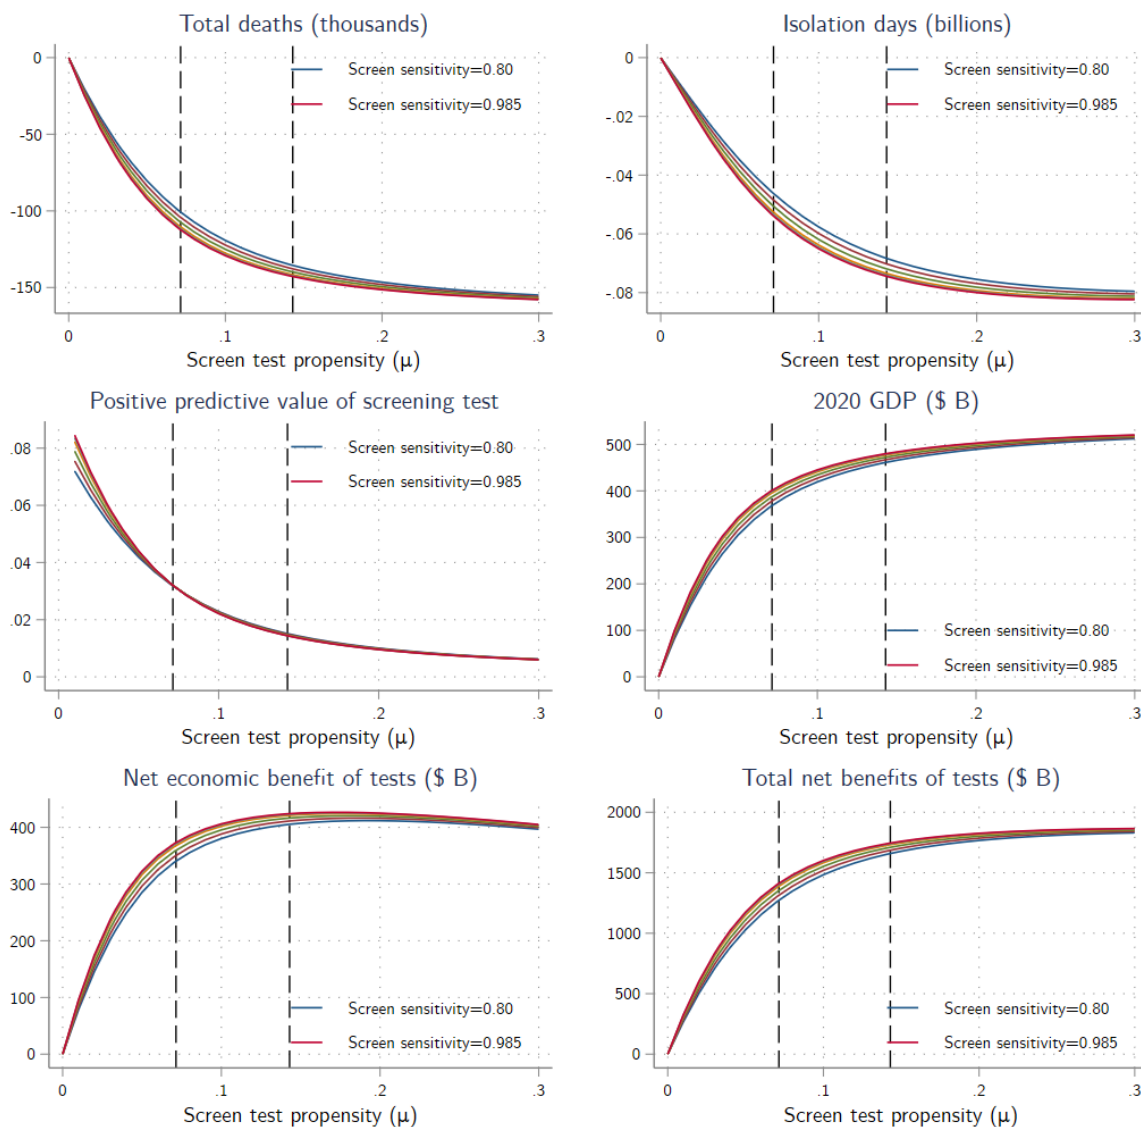 Total deaths (thousands)
0
-50
-100
-150
Screen sensitivity=0.80
Screen sensitivity=0.985
0 .1 .2 .3
Screen test propensity (μ)
Isolation days (billions)
0
-.02
-.04
-.06
-.08
Screen sensitivity=0.80
Screen sensitivity=0.985
0 .1 .2 .3
Screen test propensity (μ)
Positive predictive value of screening test
.08
.06
.04
.02
0
Screen sensitivity=0.80
Screen sensitivity=0.985
0 .1 .2 .3
Screen test propensity (μ)
2020 GDP ($ B)
500
400
300
200
100
0
Screen sensitivity=0.80
Screen sensitivity=0.985
0 .1 .2 .3
Screen test propensity (μ)
Net economic benefit of tests ($ B)
400
300
200
100
0
Screen sensitivity=0.80
Screen sensitivity=0.985
0 .1 .2 .3
Screen test propensity (μ)
Total net benefits of tests ($ B)
2000
1500
1000
500
0
Screen sensitivity=0.80
Screen sensitivity=0.985
0 .1 .2 .3
Screen test propensity (μ)